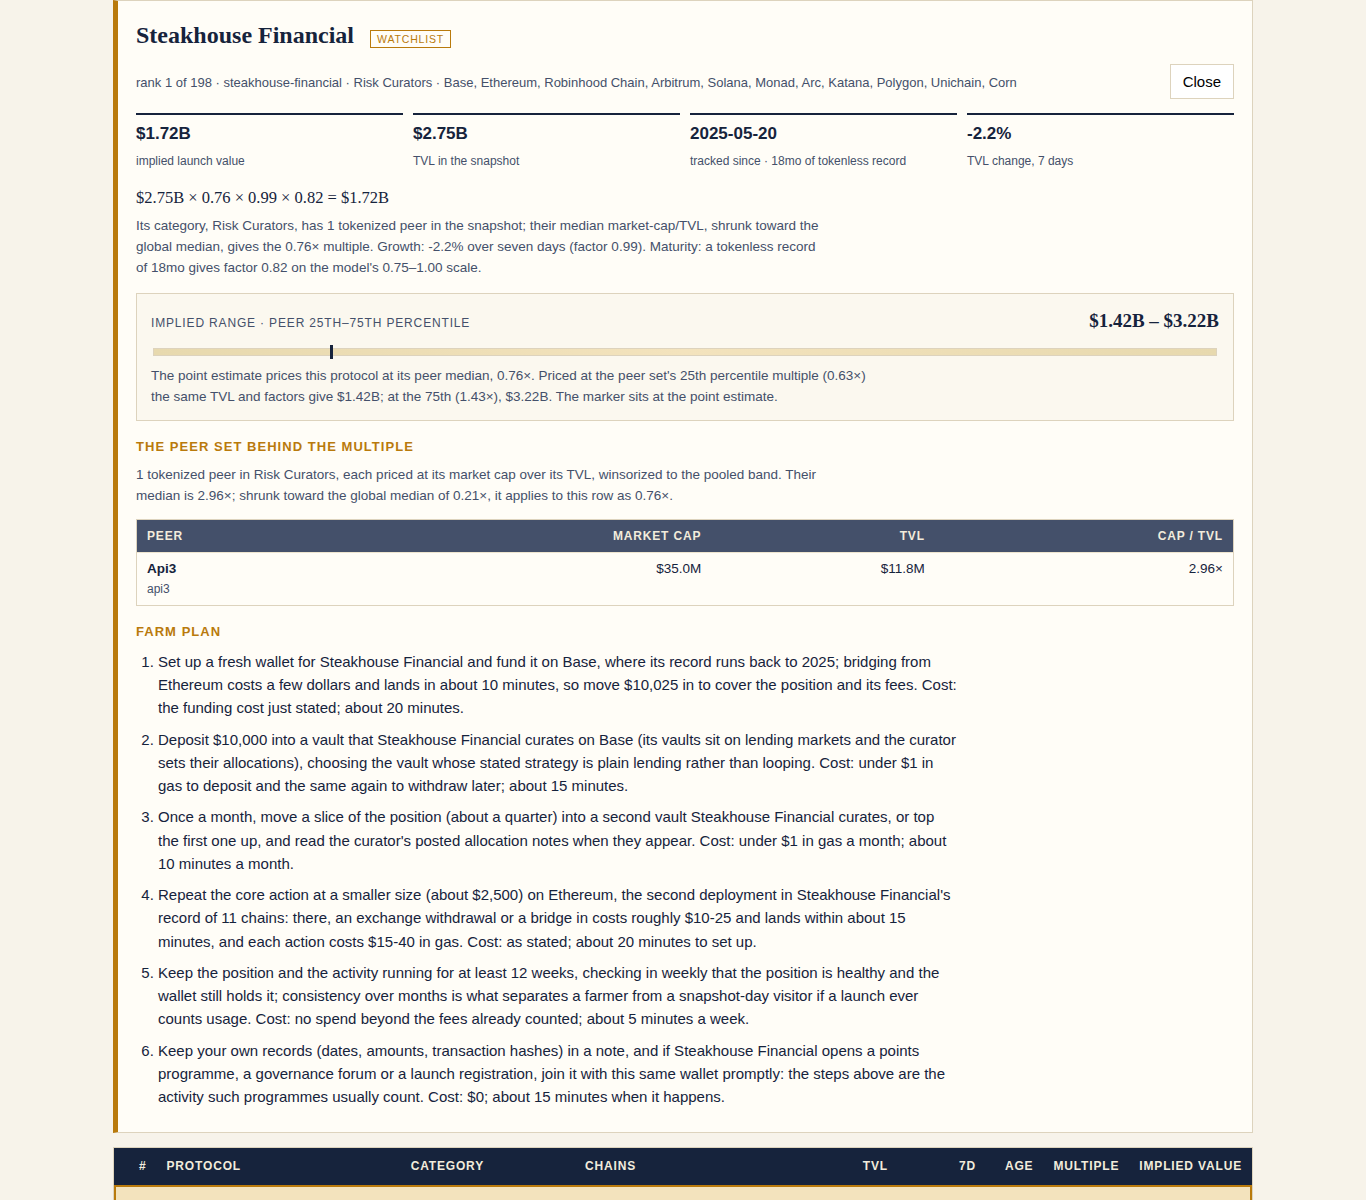 Steakhouse Financial WATCHLIST
rank 1 of 198 · steakhouse-financial · Risk Curators · Base, Ethereum, Robinhood Chain, Arbitrum, Solana, Monad, Arc, Katana, Polygon, Unichain, Corn
Close
$1.72B
implied launch value
$2.75B
TVL in the snapshot
2025-05-20
tracked since · 18mo of tokenless record
-2.2%
TVL change, 7 days
$2.75B × 0.76 × 0.99 × 0.82 = $1.72B
Its category, Risk Curators, has 1 tokenized peer in the snapshot; their median market-cap/TVL, shrunk toward the
global median, gives the 0.76× multiple. Growth: -2.2% over seven days (factor 0.99). Maturity: a tokenless record
of 18mo gives factor 0.82 on the model's 0.75–1.00 scale.
IMPLIED RANGE · PEER 25TH–75TH PERCENTILE
$1.42B – $3.22B
The point estimate prices this protocol at its peer median, 0.76×. Priced at the peer set's 25th percentile multiple (0.63×)
the same TVL and factors give $1.42B; at the 75th (1.43×), $3.22B. The marker sits at the point estimate.
THE PEER SET BEHIND THE MULTIPLE
1 tokenized peer in Risk Curators, each priced at its market cap over its TVL, winsorized to the pooled band. Their
median is 2.96×; shrunk toward the global median of 0.21×, it applies to this row as 0.76×.
PEER MARKET CAP TVL CAP / TVL
Api3 $35.0M $11.8M 2.96×
api3
FARM PLAN
1. Set up a fresh wallet for Steakhouse Financial and fund it on Base, where its record runs back to 2025; bridging from
Ethereum costs a few dollars and lands in about 10 minutes, so move $10,025 in to cover the position and its fees. Cost:
the funding cost just stated; about 20 minutes.
2. Deposit $10,000 into a vault that Steakhouse Financial curates on Base (its vaults sit on lending markets and the curator
sets their allocations), choosing the vault whose stated strategy is plain lending rather than looping. Cost: under $1 in
gas to deposit and the same again to withdraw later; about 15 minutes.
3. Once a month, move a slice of the position (about a quarter) into a second vault Steakhouse Financial curates, or top
the first one up, and read the curator's posted allocation notes when they appear. Cost: under $1 in gas a month; about
10 minutes a month.
4. Repeat the core action at a smaller size (about $2,500) on Ethereum, the second deployment in Steakhouse Financial's
record of 11 chains: there, an exchange withdrawal or a bridge in costs roughly $10-25 and lands within about 15
minutes, and each action costs $15-40 in gas. Cost: as stated; about 20 minutes to set up.
5. Keep the position and the activity running for at least 12 weeks, checking in weekly that the position is healthy and the
wallet still holds it; consistency over months is what separates a farmer from a snapshot-day visitor if a launch ever
counts usage. Cost: no spend beyond the fees already counted; about 5 minutes a week.
6. Keep your own records (dates, amounts, transaction hashes) in a note, and if Steakhouse Financial opens a points
programme, a governance forum or a launch registration, join it with this same wallet promptly: the steps above are the
activity such programmes usually count. Cost: $0; about 15 minutes when it happens.
# PROTOCOL CATEGORY CHAINS TVL 7D AGE MULTIPLE IMPLIED VALUE